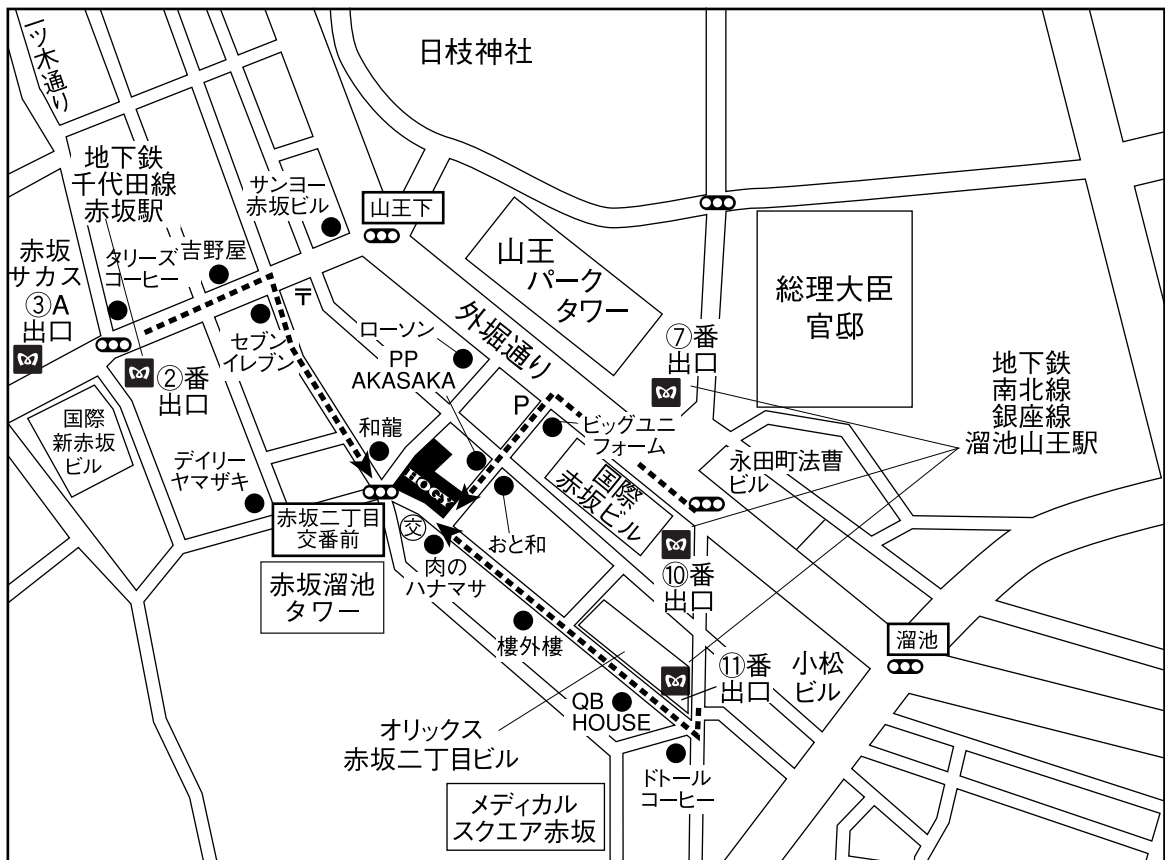 一ツ木通り
日枝神社
地下鉄
千代田線
赤坂駅
サンヨー
赤坂ビル
山王下
赤坂
サカス
③A
出口
タリーズ
コーヒー
吉野屋
〒
山王
パーク
タワー
総理大臣
官邸
外堀通り
セブン
イレブン
ローソン
PP
AKASAKA
⑦番
出口
地下鉄
南北線
銀座線
溜池山王駅
②番
出口
国際
新赤坂
ビル
P
ビッグユニ
フォーム
和龍
デイリー
ヤマザキ
HOGY
国際
赤坂ビル
永田町法曹
ビル
赤坂二丁目
交番前
交
おと和
肉の
ハナマサ
⑩番
出口
赤坂溜池
タワー
樓外樓
溜池
⑪番
出口
小松
ビル
QB
HOUSE
オリックス
赤坂二丁目ビル
ドトール
コーヒー
メディカル
スクエア赤坂